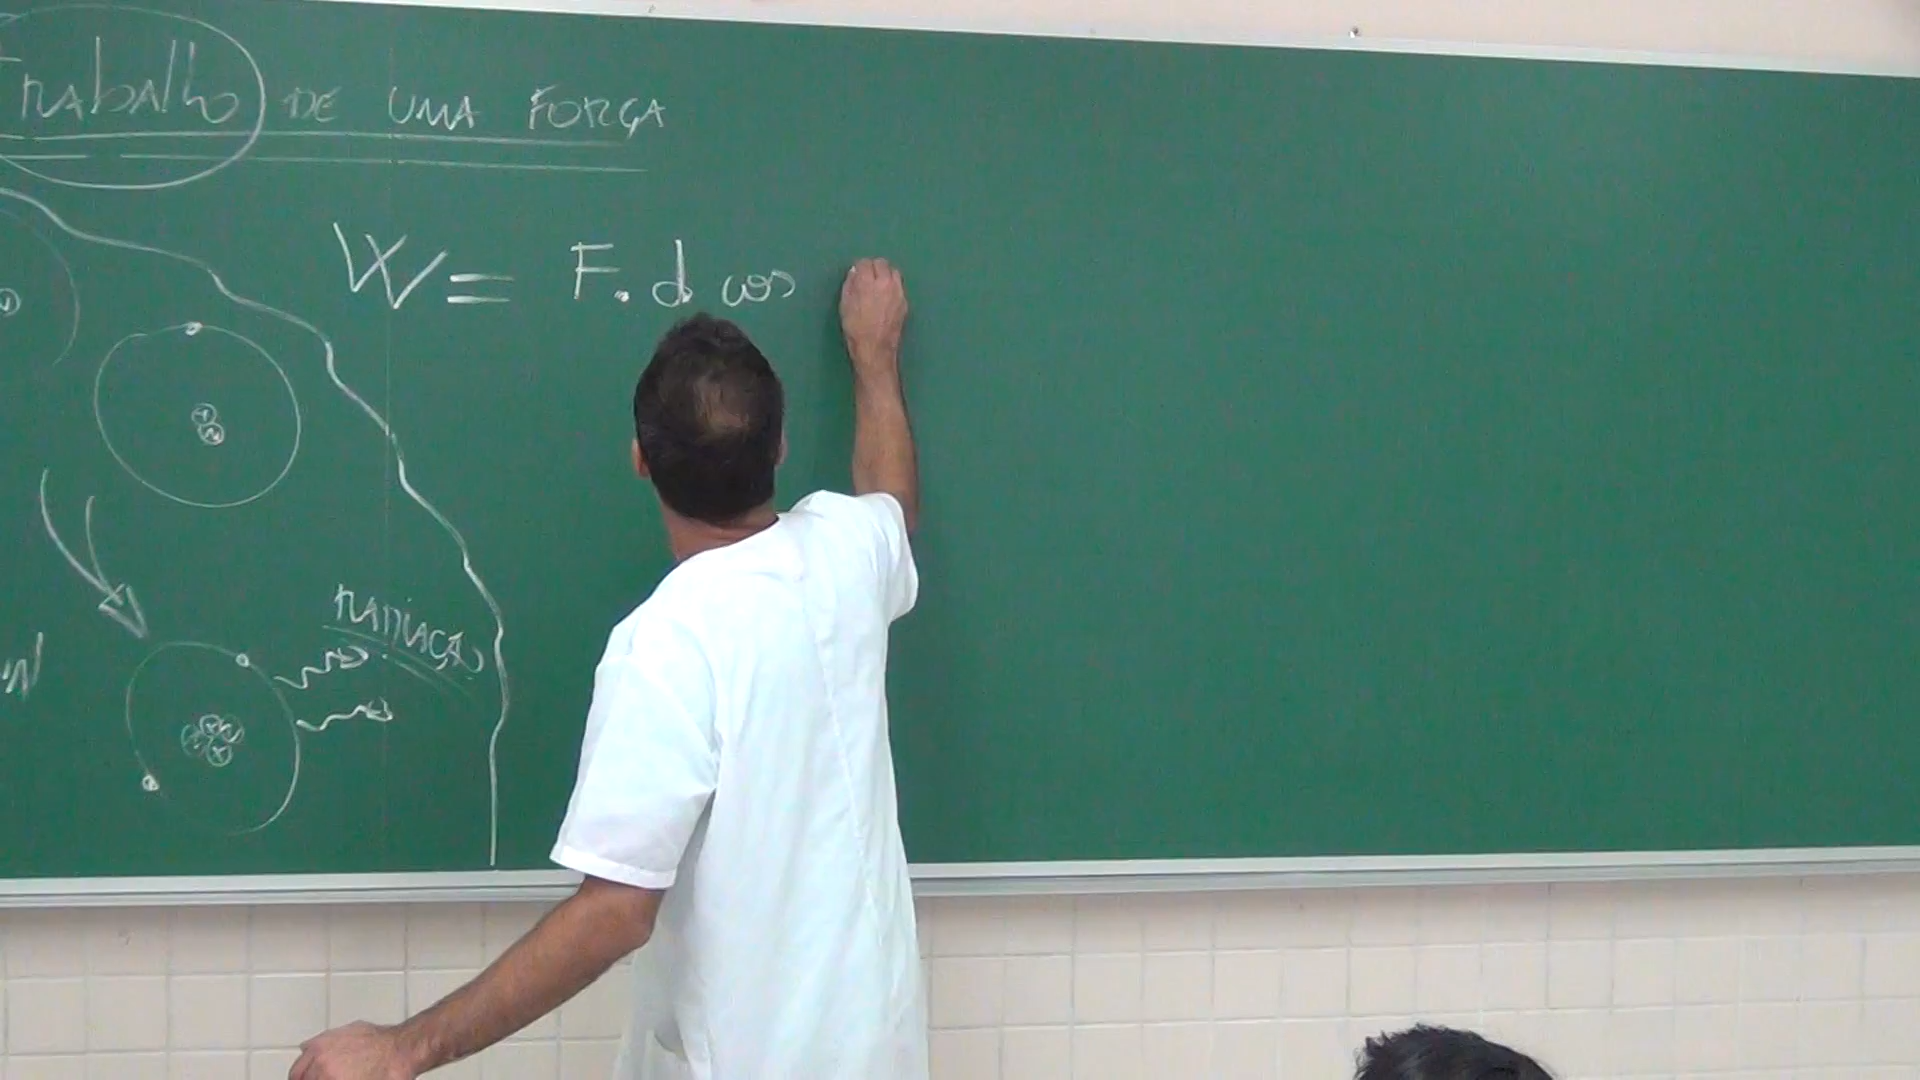 Trabalho DE UMA FORÇA
W = F. d. cos
RADIAÇÃO